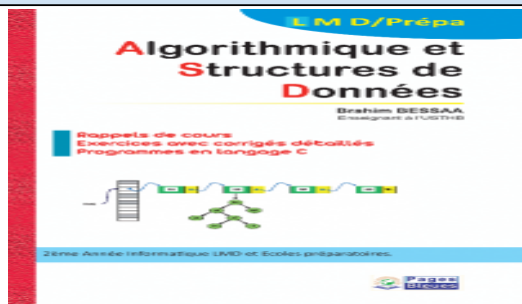 L M D/Prépa
Algorithmique et
Structures de
Données
Brahim BESSAA
Enseignant à l'USTHB
Rappels de cours
Exercices avec corrigés détaillés
Programmes en langage C
2ème Année Informatique LMD et Ecoles préparatoires.
Pages
Bleues